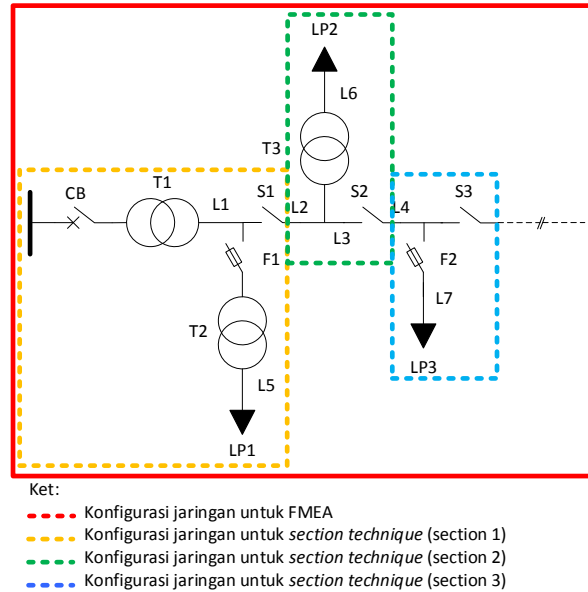 LP2
L6
T3
CB
T1
L1
S1
L2
S2
L4
S3
L3
F1
F2
L7
T2
L5
LP3
LP1
Ket:
Konfigurasi jaringan untuk FMEA
Konfigurasi jaringan untuk section technique (section 1)
Konfigurasi jaringan untuk section technique (section 2)
Konfigurasi jaringan untuk section technique (section 3)